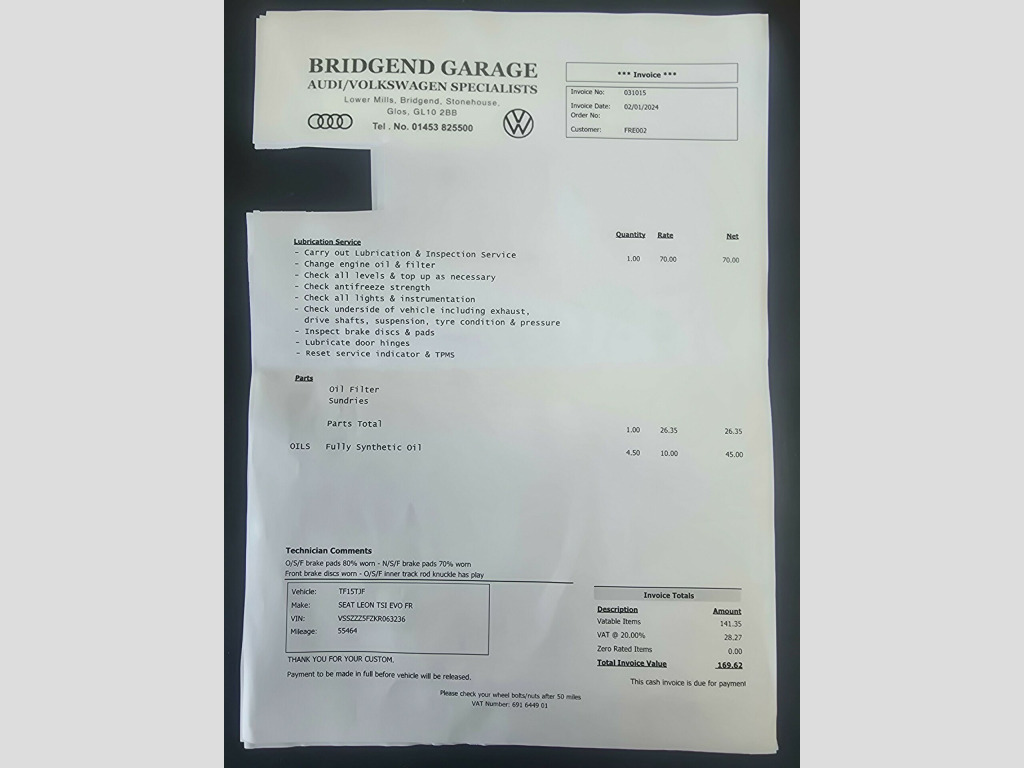 BRIDGEND GARAGE
AUDI/VOLKSWAGEN SPECIALISTS
Lower Mills, Bridgend, Stonehouse,
Glos, GL10 2BB
Tel . No. 01453 825500
*** Invoice ***
Invoice No: 031015
Invoice Date: 02/01/2024
Order No:
Customer: FRE002
Quantity Rate Net
Lubrication Service
- Carry out Lubrication & Inspection Service 1.00 70.00 70.00
- Change engine oil & filter
- Check all levels & top up as necessary
- Check antifreeze strength
- Check all lights & instrumentation
- Check underside of vehicle including exhaust,
drive shafts, suspension, tyre condition & pressure
- Inspect brake discs & pads
- Lubricate door hinges
- Reset service indicator & TPMS
Parts
Oil Filter
Sundries
Parts Total 1.00 26.35 26.35
OILS Fully Synthetic Oil 4.50 10.00 45.00
Technician Comments
O/S/F brake pads 80% worn - N/S/F brake pads 70% worn
Front brake discs worn - O/S/F inner track rod knuckle has play
Vehicle: TF15TJF
Make: SEAT LEON TSI EVO FR
VIN: VSSZZZ5FZKR063236
Mileage: 55464
THANK YOU FOR YOUR CUSTOM.
Payment to be made in full before vehicle will be released.
Invoice Totals
Description Amount
Vatable Items 141.35
VAT @ 20.00% 28.27
Zero Rated Items 0.00
Total Invoice Value 169.62
This cash invoice is due for payment
Please check your wheel bolts/nuts after 50 miles
VAT Number: 691 6449 01